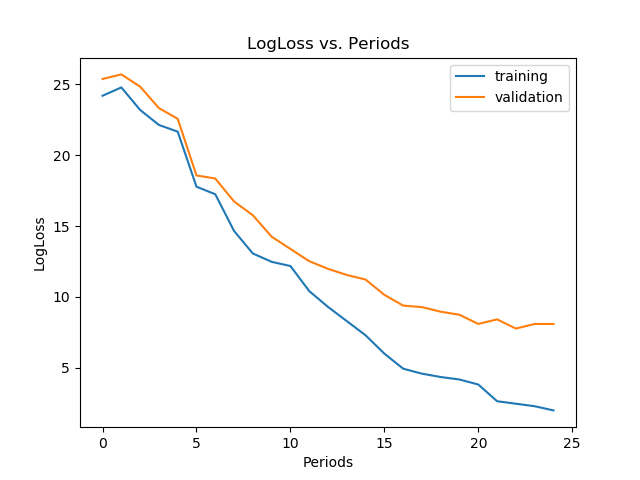 LogLoss vs. Periods
training
validation
LogLoss
25
20
15
10
5
0 5 10 15 20 25
Periods